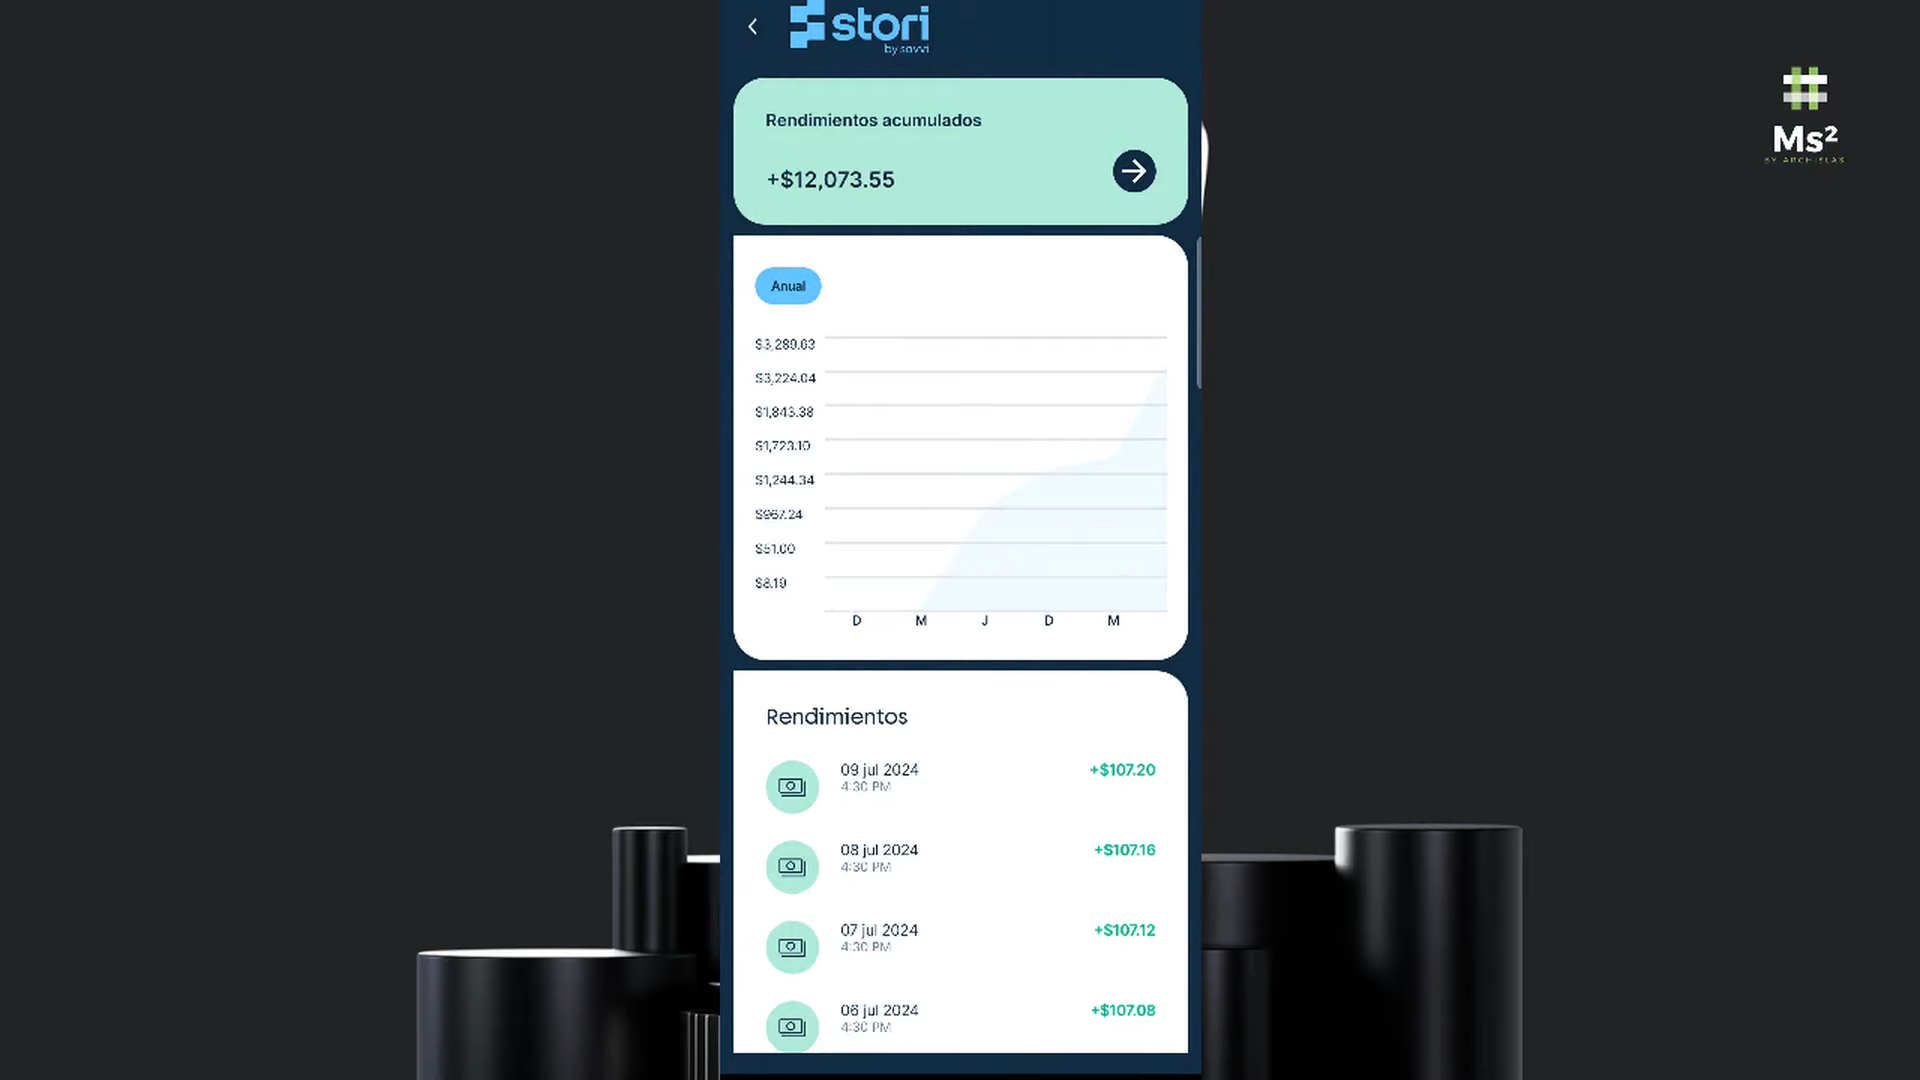 stori
by savvi
Ms²
BY ARCHISLAS
Rendimientos acumulados
+$12,073.55
Anual
$3,289.63
$3,224.04
$1,843.38
$1,723.10
$1,244.34
$967.24
$51.00
$8.19
D M J D M
Rendimientos
09 jul 2024 +$107.20
4:30 PM
08 jul 2024 +$107.16
4:30 PM
07 jul 2024 +$107.12
4:30 PM
06 jul 2024 +$107.08
4:30 PM